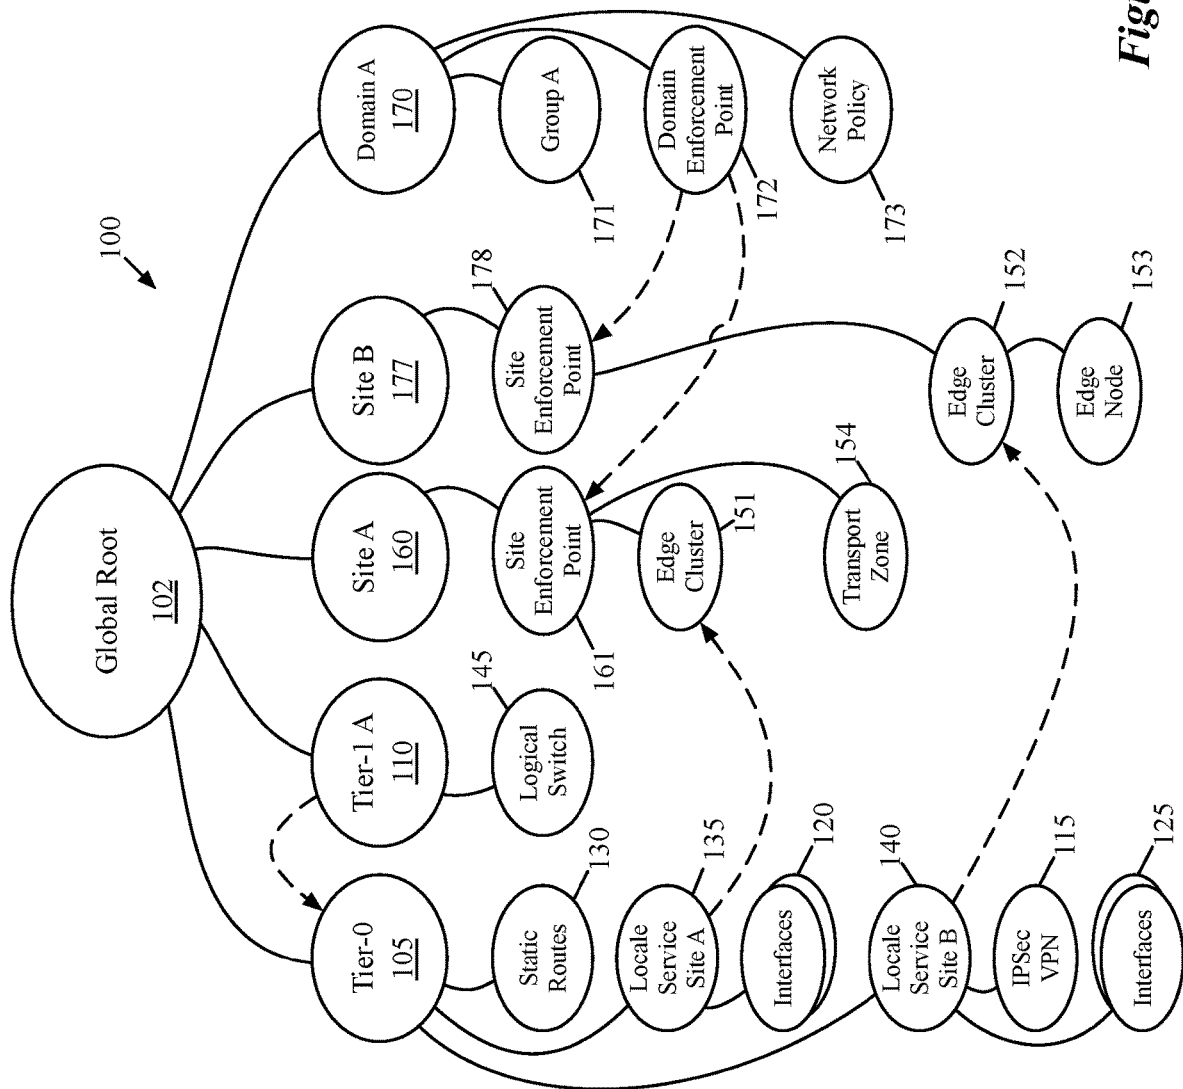 100
Global Root
102
Tier-0
105
Tier-1 A
110
Site A
160
Site B
177
Domain A
170
Static
Routes
130
Locale
Service
Site A
135
Interfaces
120
Locale
Service
Site B
140
IPSec
VPN
115
Interfaces
125
Logical
Switch
145
Site
Enforcement
Point
161
Edge
Cluster
151
Transport
Zone
154
Site
Enforcement
Point
178
Edge
Cluster
152
Edge
Node
153
Group A
171
Domain
Enforcement
Point
172
Network
Policy
173